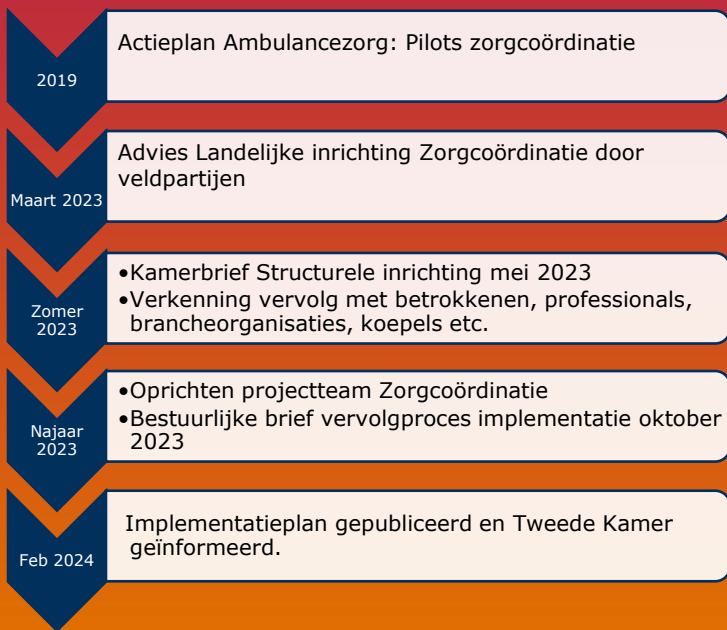 2019
Actieplan Ambulancezorg: Pilots zorgcoördinatie
Maart 2023
Advies Landelijke inrichting Zorgcoördinatie door
veldpartijen
Zomer
2023
•Kamerbrief Structurele inrichting mei 2023
•Verkenning vervolg met betrokkenen, professionals,
brancheorganisaties, koepels etc.
Najaar
2023
•Oprichten projectteam Zorgcoördinatie
•Bestuurlijke brief vervolgproces implementatie oktober
2023
Feb 2024
Implementatieplan gepubliceerd en Tweede Kamer
geïnformeerd.